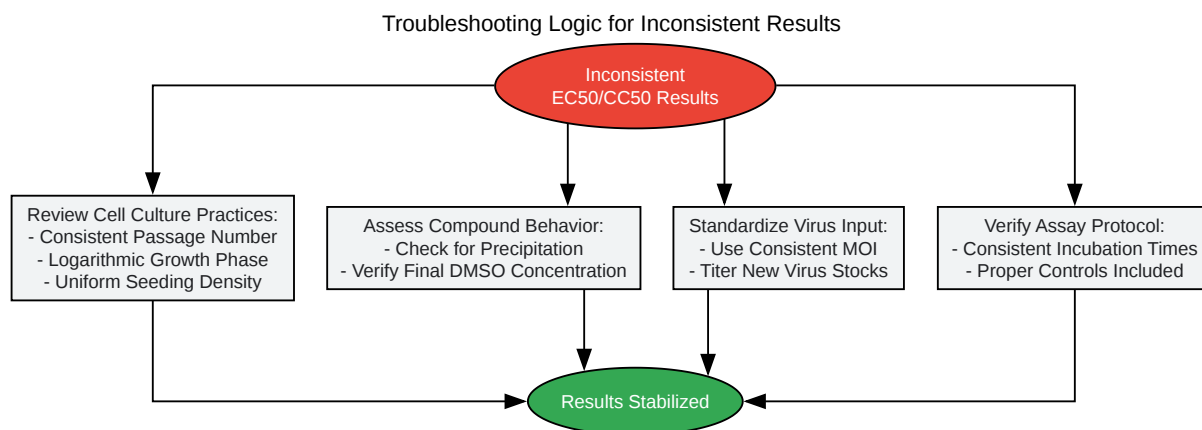 Troubleshooting Logic for Inconsistent Results
Inconsistent
EC50/CC50 Results
Review Cell Culture Practices:
- Consistent Passage Number
- Logarithmic Growth Phase
- Uniform Seeding Density
Assess Compound Behavior:
- Check for Precipitation
- Verify Final DMSO Concentration
Standardize Virus Input:
- Use Consistent MOI
- Titer New Virus Stocks
Verify Assay Protocol:
- Consistent Incubation Times
- Proper Controls Included
Results Stabilized